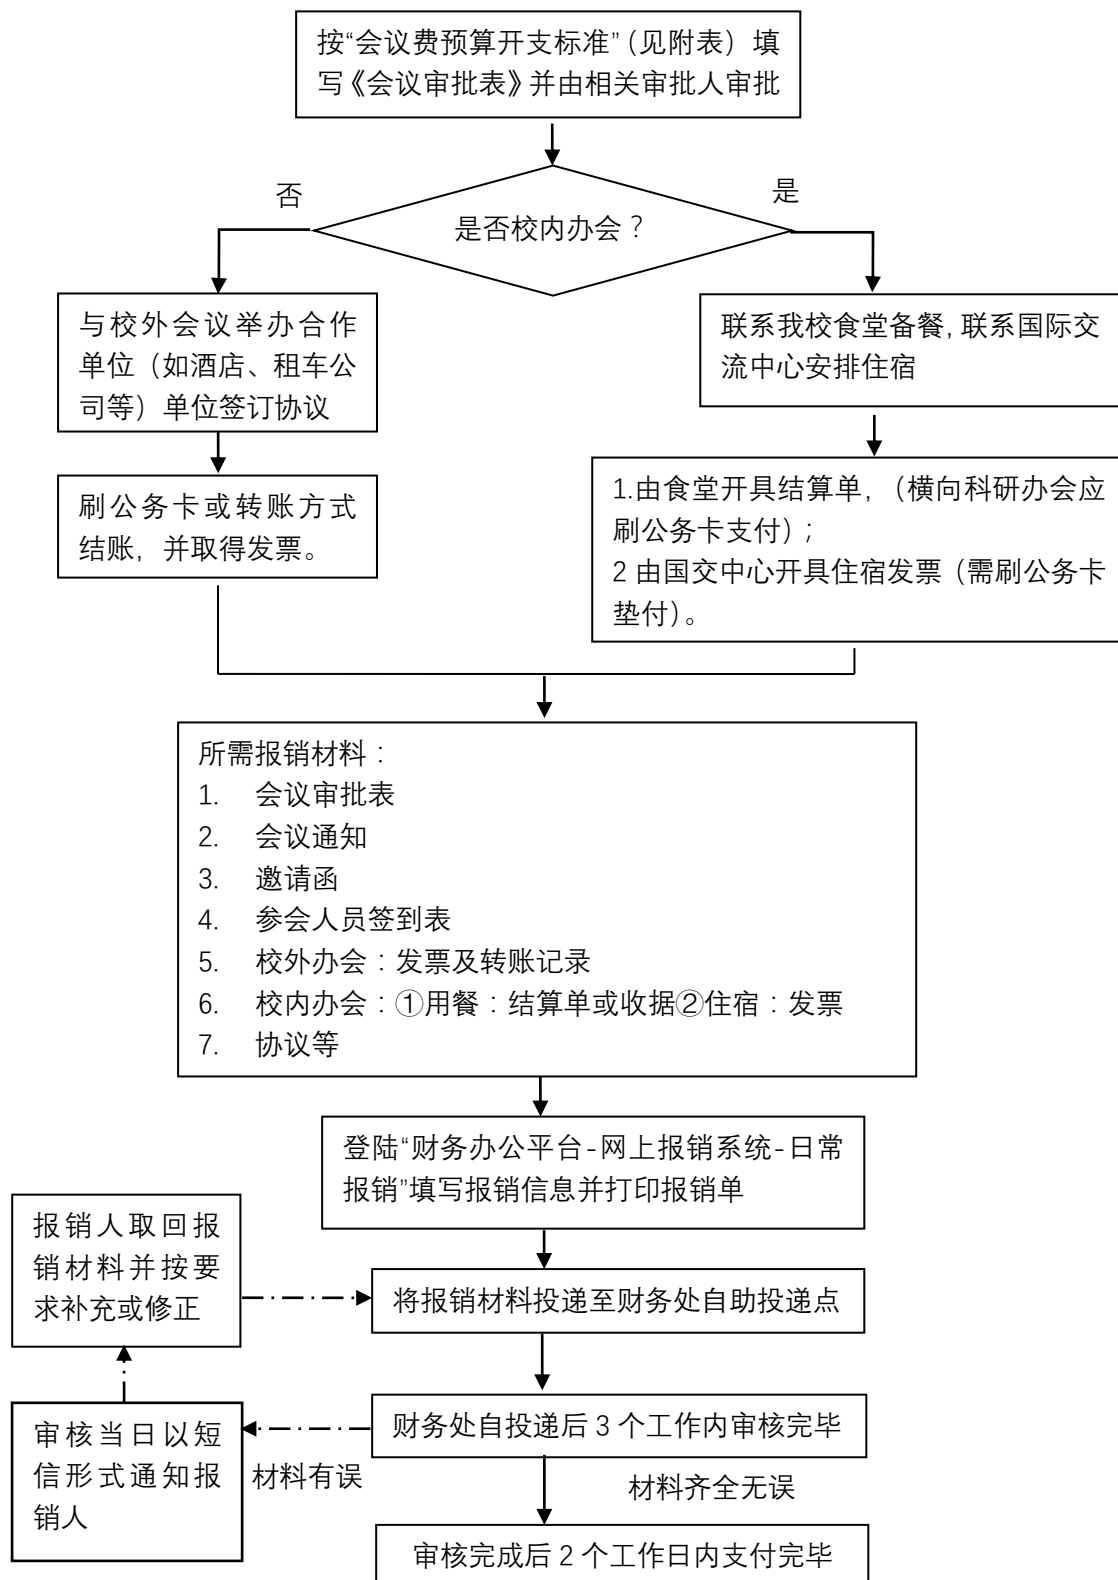 按“会议费预算开支标准”（见附表）填
写《会议审批表》并由相关审批人审批
否
是
是否校内办会？
与校外会议举办合作
单位（如酒店、租车公
司等）单位签订协议
联系我校食堂备餐, 联系国际交
流中心安排住宿
刷公务卡或转账方式
结账，并取得发票。
1.由食堂开具结算单，（横向科研办会应
刷公务卡支付）；
2 由国交中心开具住宿发票（需刷公务卡
垫付）。
所需报销材料：
1. 会议审批表
2. 会议通知
3. 邀请函
4. 参会人员签到表
5. 校外办会：发票及转账记录
6. 校内办会：①用餐：结算单或收据②住宿：发票
7. 协议等
登陆“财务办公平台-网上报销系统-日常
报销”填写报销信息并打印报销单
报销人取回报
销材料并按要
求补充或修正
将报销材料投递至财务处自助投递点
财务处自投递后 3 个工作内审核完毕
审核当日以短
信形式通知报
销人
材料有误
材料齐全无误
审核完成后 2 个工作日内支付完毕